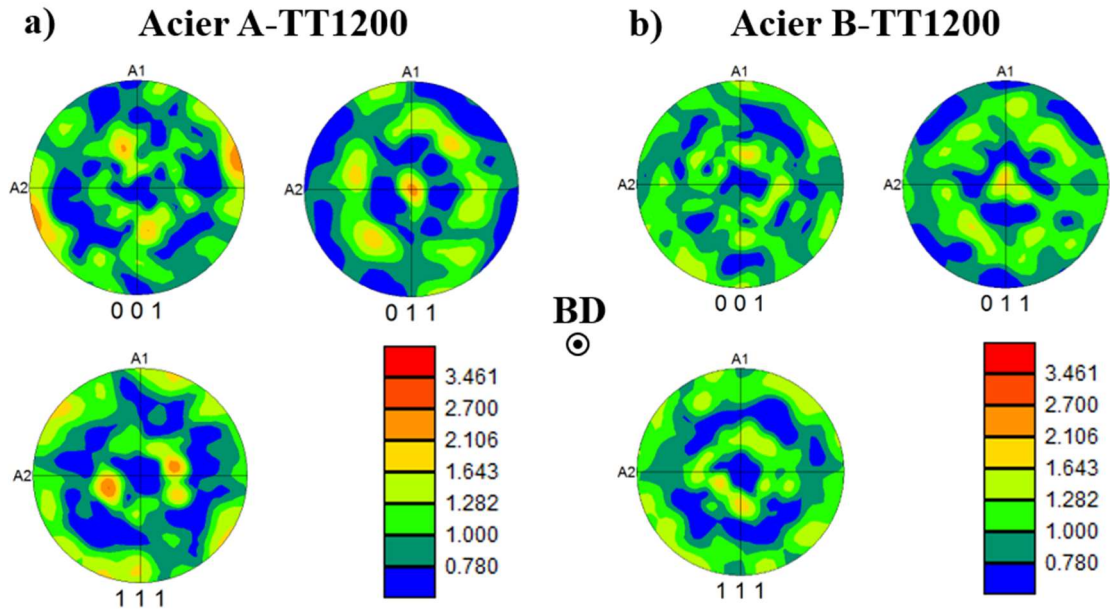 a) Acier A-TT1200
b) Acier B-TT1200
A1
A2
0 0 1
A1
A2
0 1 1
A1
A2
0 0 1
A1
A2
0 1 1
BD
A1
A2
1 1 1
3.461
2.700
2.106
1.643
1.282
1.000
0.780
A1
A2
1 1 1
3.461
2.700
2.106
1.643
1.282
1.000
0.780